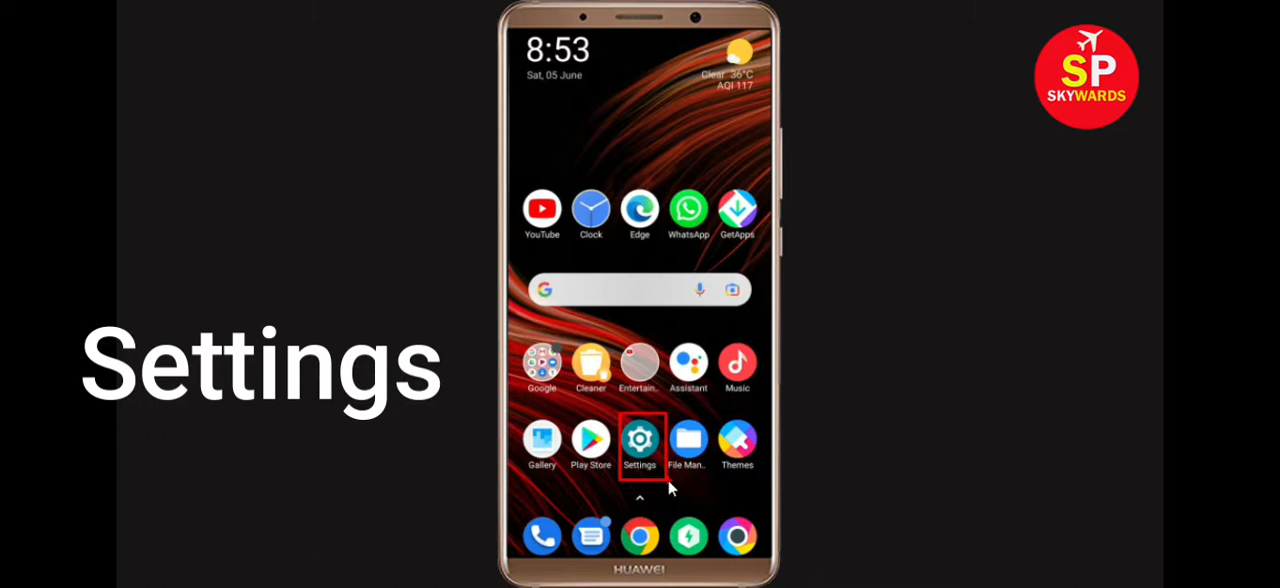 8:53
Sat, 05 June
Clear 36°C
AQI 117
SP
SKYWARDS
YouTube
Clock
Edge
WhatsApp
GetApps
Settings
Google
Cleaner
Entertain..
Assistant
Music
Gallery
Play Store
Settings
File Man..
Themes
HUAWEI